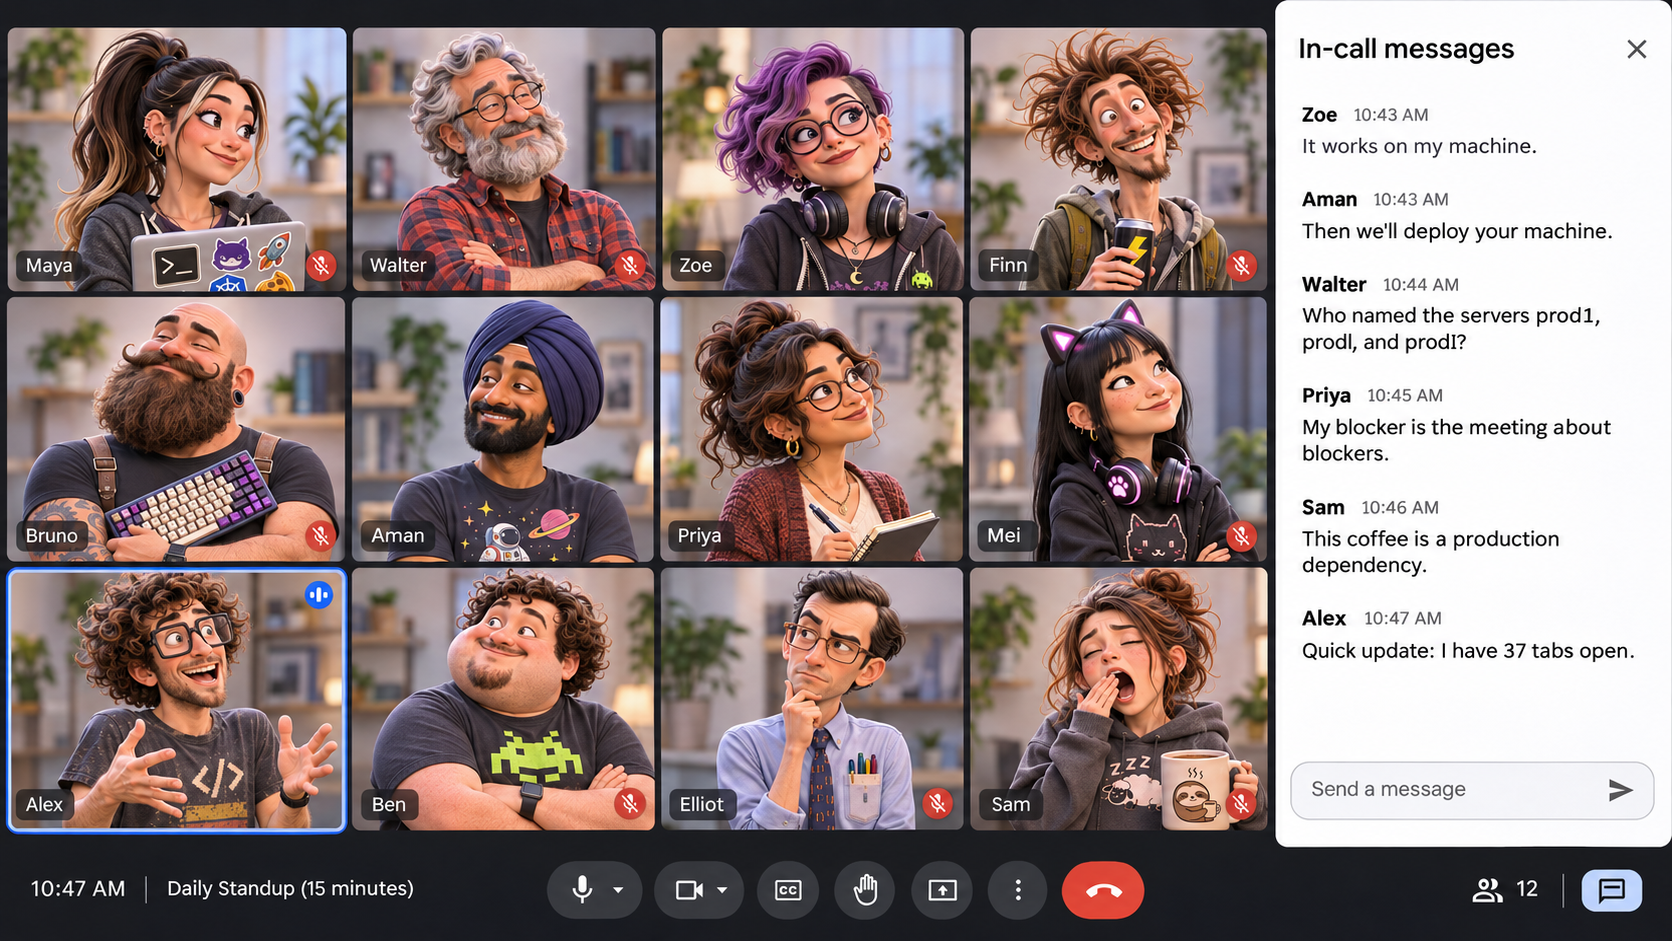 Maya
>_
Walter
Zoe
Finn
Bruno
Aman
Priya
Mei
</>
Alex
Ben
Elliot
zzz
Sam
In-call messages
Zoe 10:43 AM
It works on my machine.
Aman 10:43 AM
Then we'll deploy your machine.
Walter 10:44 AM
Who named the servers prod1,
prodl, and prodI?
Priya 10:45 AM
My blocker is the meeting about
blockers.
Sam 10:46 AM
This coffee is a production
dependency.
Alex 10:47 AM
Quick update: I have 37 tabs open.
Send a message
10:47 AM
Daily Standup (15 minutes)
CC
12